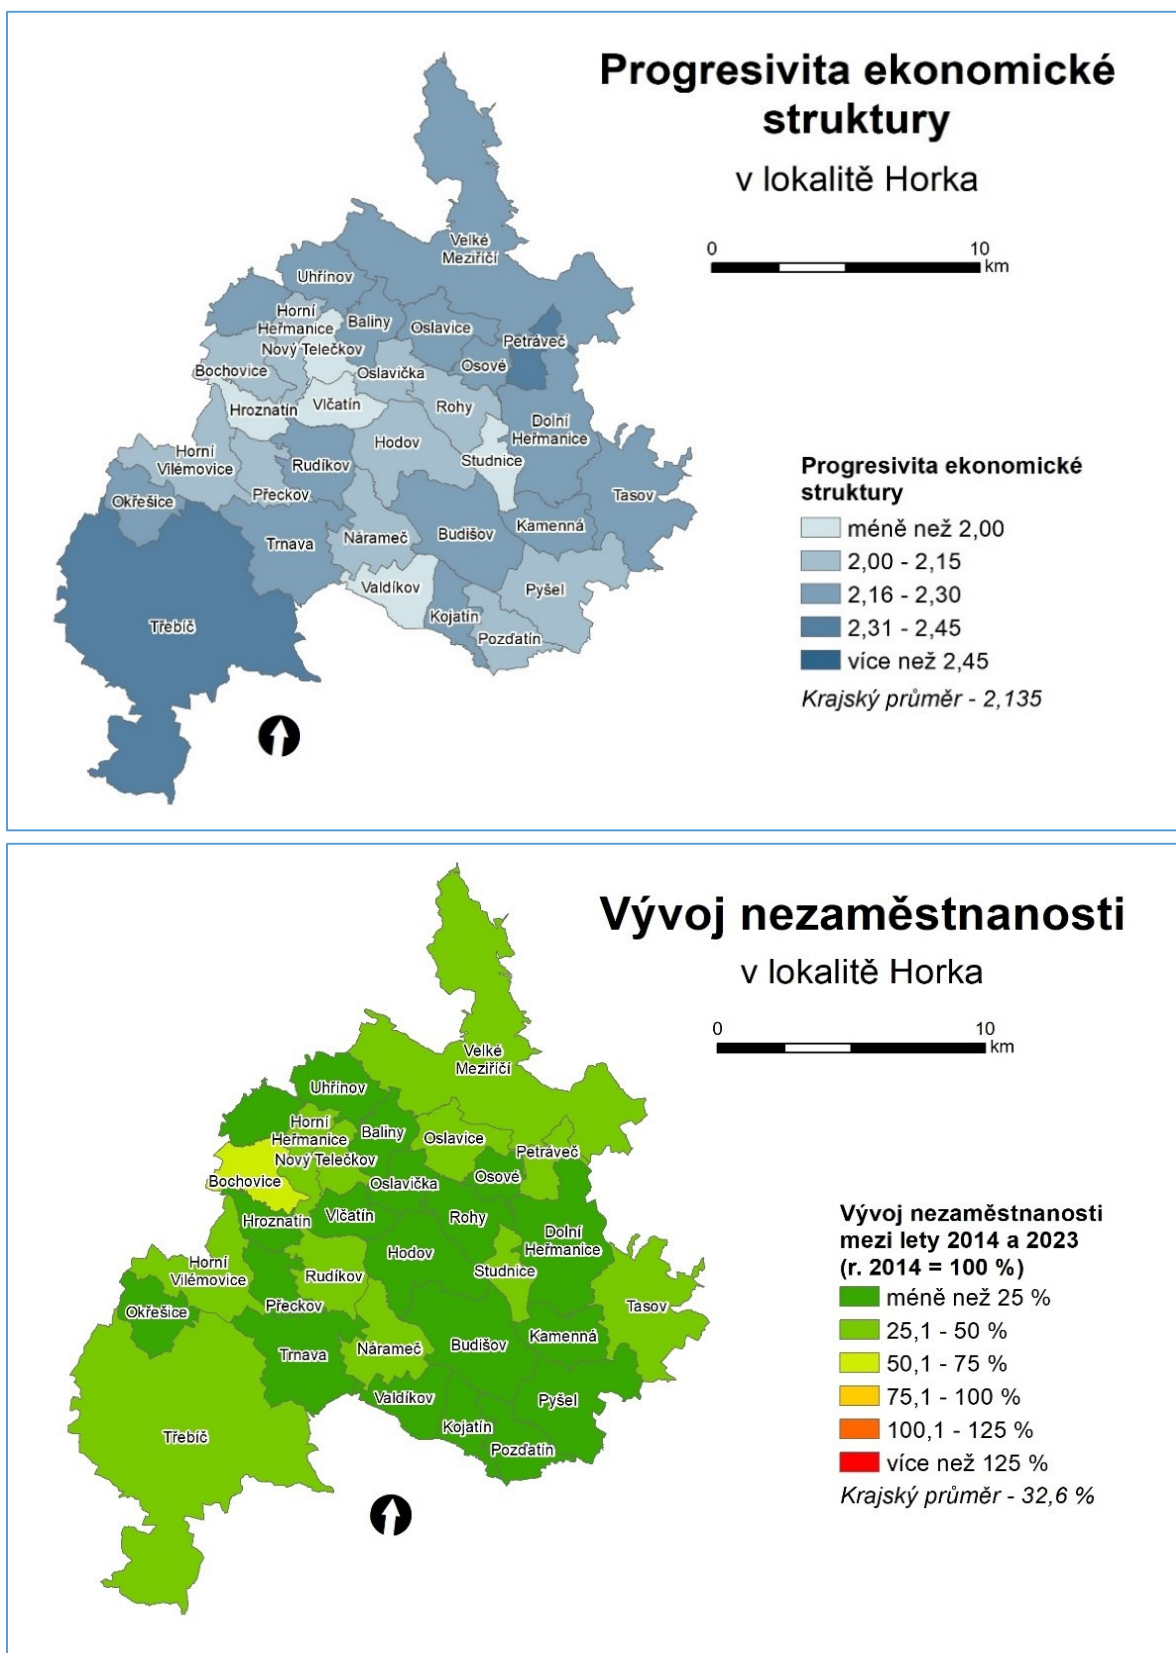 Progresivita ekonomické
struktury
v lokalitě Horka
0 10
km
Velké
Meziříčí
Uhřínov
Horní
Heřmanice
Baliny
Oslavice
Petráveč
Nový Telečkov
Bochovice
Oslavička
Osové
Hroznatín
Vlčatín
Rohy
Dolní
Heřmanice
Hodov
Horní
Vilémovice
Rudíkov
Studnice
Okřešice
Přeckov
Tasov
Trnava
Nárameč
Budišov
Kamenná
Valdíkov
Pyšel
Třebíč
Kojatín
Pozďatín
Progresivita ekonomické
struktury
méně než 2,00
2,00 - 2,15
2,16 - 2,30
2,31 - 2,45
více než 2,45
Krajský průměr - 2,135
Vývoj nezaměstnanosti
v lokalitě Horka
0 10
km
Velké
Meziříčí
Uhřínov
Horní
Heřmanice
Baliny
Oslavice
Petráveč
Nový Telečkov
Bochovice
Oslavička
Osové
Hroznatín
Vlčatín
Rohy
Dolní
Heřmanice
Hodov
Horní
Vilémovice
Rudíkov
Studnice
Okřešice
Přeckov
Tasov
Trnava
Nárameč
Budišov
Kamenná
Valdíkov
Pyšel
Třebíč
Kojatín
Pozďatín
Vývoj nezaměstnanosti
mezi lety 2014 a 2023
(r. 2014 = 100 %)
méně než 25 %
25,1 - 50 %
50,1 - 75 %
75,1 - 100 %
100,1 - 125 %
více než 125 %
Krajský průměr - 32,6 %